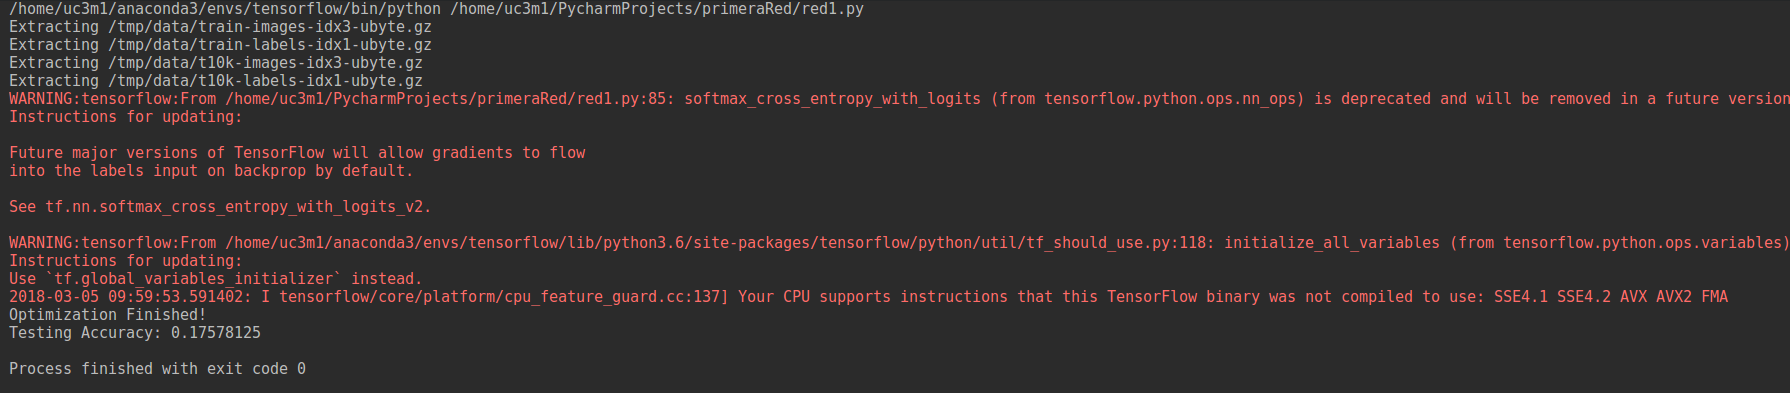 /home/uc3m1/anaconda3/envs/tensorflow/bin/python /home/uc3m1/PycharmProjects/primeraRed/red1.py
Extracting /tmp/data/train-images-idx3-ubyte.gz
Extracting /tmp/data/train-labels-idx1-ubyte.gz
Extracting /tmp/data/t10k-images-idx3-ubyte.gz
Extracting /tmp/data/t10k-labels-idx1-ubyte.gz
WARNING:tensorflow:From /home/uc3m1/PycharmProjects/primeraRed/red1.py:85: softmax_cross_entropy_with_logits (from tensorflow.python.ops.nn_ops) is deprecated and will be removed in a future version
Instructions for updating:
Future major versions of TensorFlow will allow gradients to flow
into the labels input on backprop by default.
See tf.nn.softmax_cross_entropy_with_logits_v2.
WARNING:tensorflow:From /home/uc3m1/anaconda3/envs/tensorflow/lib/python3.6/site-packages/tensorflow/python/util/tf_should_use.py:118: initialize_all_variables (from tensorflow.python.ops.variables)
Instructions for updating:
Use `tf.global_variables_initializer` instead.
2018-03-05 09:59:53.591402: I tensorflow/core/platform/cpu_feature_guard.cc:137] Your CPU supports instructions that this TensorFlow binary was not compiled to use: SSE4.1 SSE4.2 AVX AVX2 FMA
Optimization Finished!
Testing Accuracy: 0.17578125
Process finished with exit code 0